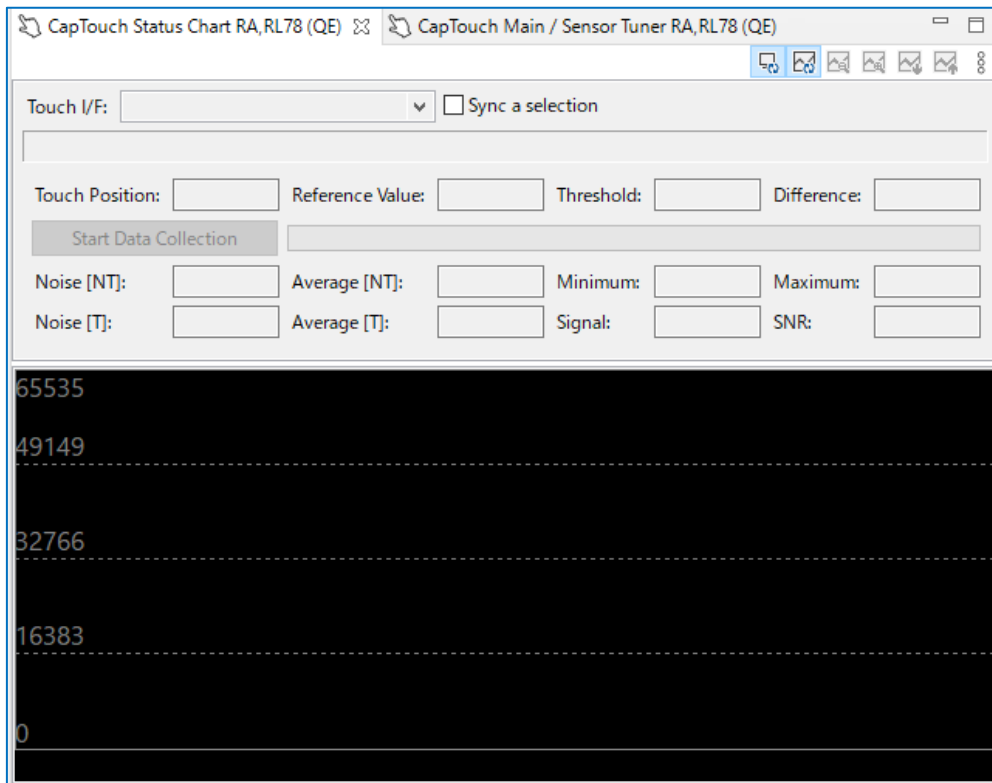 CapTouch Status Chart RA,RL78 (QE) CapTouch Main / Sensor Tuner RA,RL78 (QE)
Touch I/F: Sync a selection
Touch Position: Reference Value: Threshold: Difference:
Start Data Collection
Noise [NT]: Average [NT]: Minimum: Maximum:
Noise [T]: Average [T]: Signal: SNR:
65535
49149
32766
16383
0